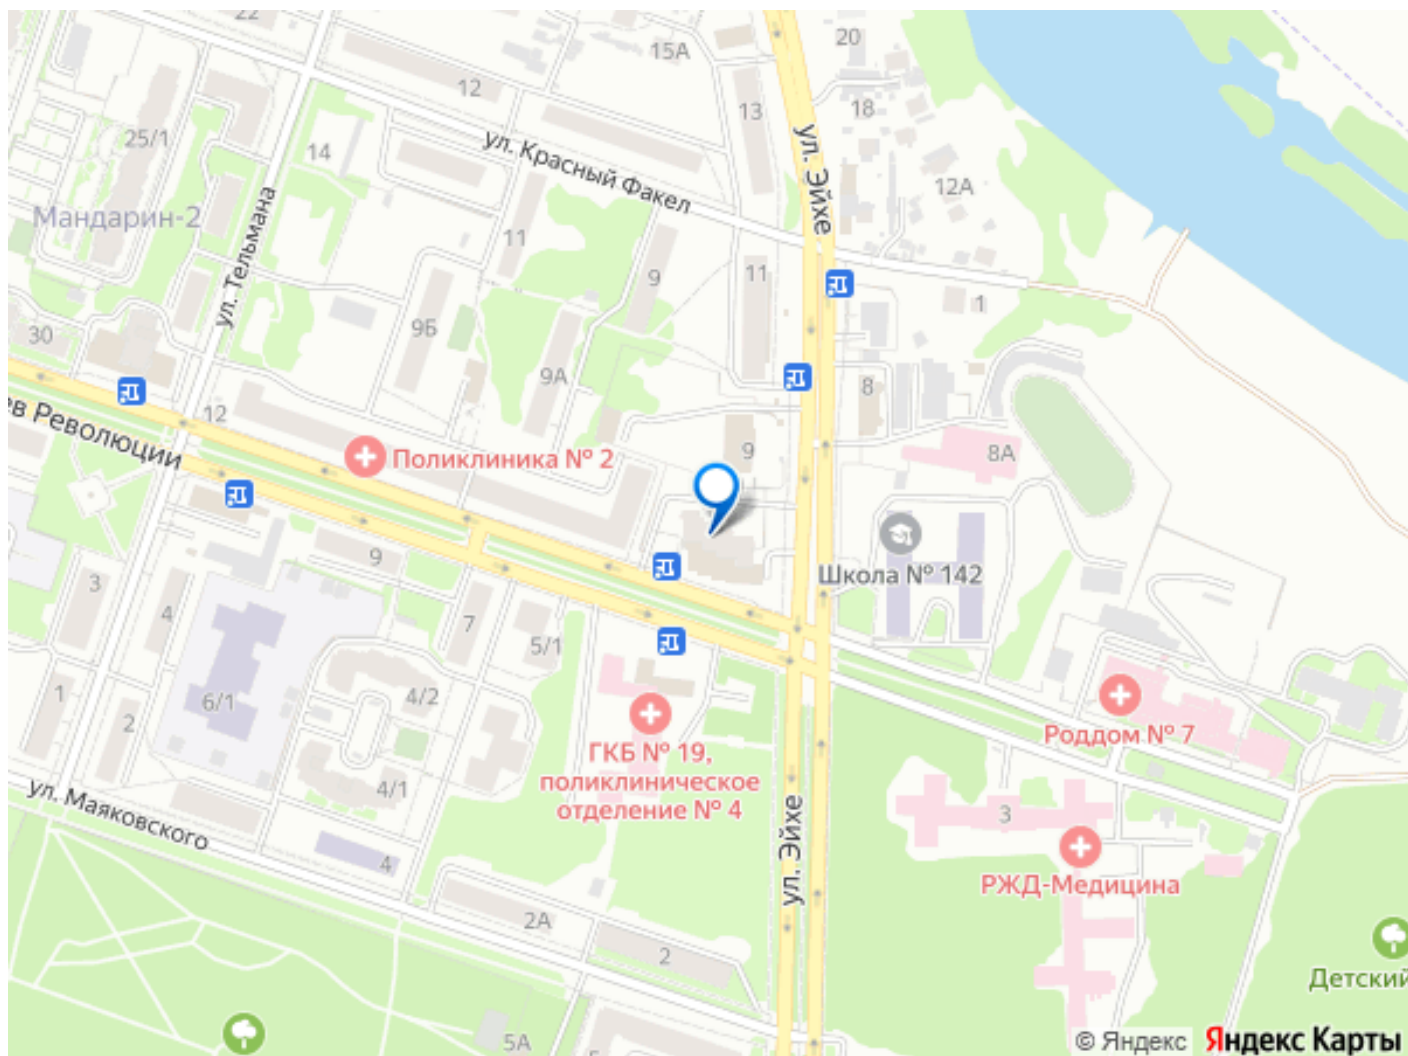 22
15А
20
12
13
18
25/1
14
ул. Красный Факел
ул. Эйхе
12А
Мандарин-2
ул. Тельмана
11
9
11
1
9Б
30
9А
8
12
ев Революции
Поликлиника № 2
9
8А
Школа № 142
9
3
4
7
5/1
1
2
6/1
4/2
ГКБ № 19,
поликлиническое
отделение № 4
Роддом № 7
4/1
ул. Маяковского
4
ул. Эйхе
3
РЖД-Медицина
2А
2
Детский
5А
© Яндекс Яндекс Карты